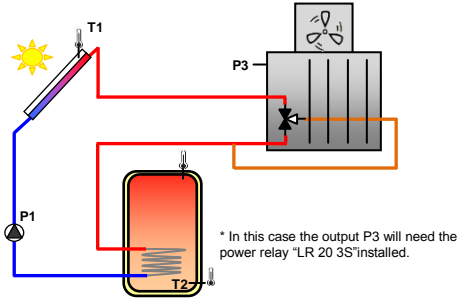 T1
P3
P1
* In this case the output P3 will need the
power relay “LR 20 3S”installed.
T2